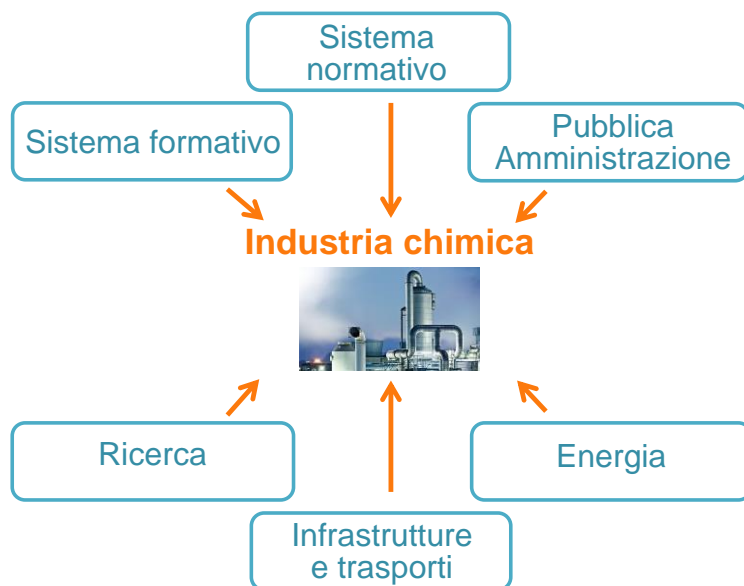 Sistema
normativo
Sistema formativo
Pubblica
Amministrazione
Industria chimica
Ricerca
Energia
Infrastrutture
e trasporti